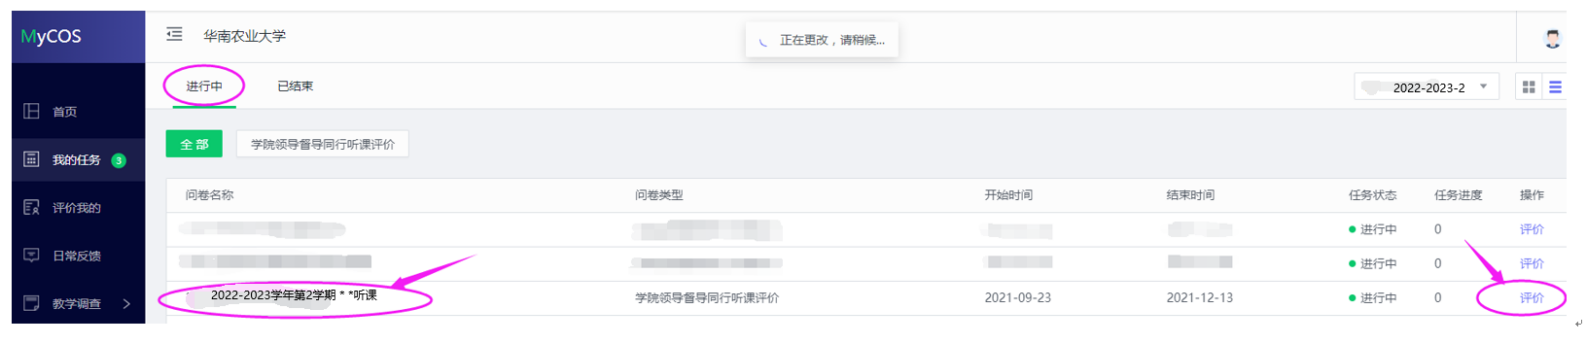 MyCOS
华南农业大学
正在更改，请稍候...
进行中 已结束
2022-2023-2
首页
全部 学院领导督导同行听课评价
我的任务 3
问卷名称 问卷类型 开始时间 结束时间 任务状态 任务进度 操作
评价我的
进行中 0 评价
日常反馈
进行中 0 评价
2022-2023学年第2学期 * *听课 学院领导督导同行听课评价 2021-09-23 2021-12-13 进行中 0 评价
教学调查